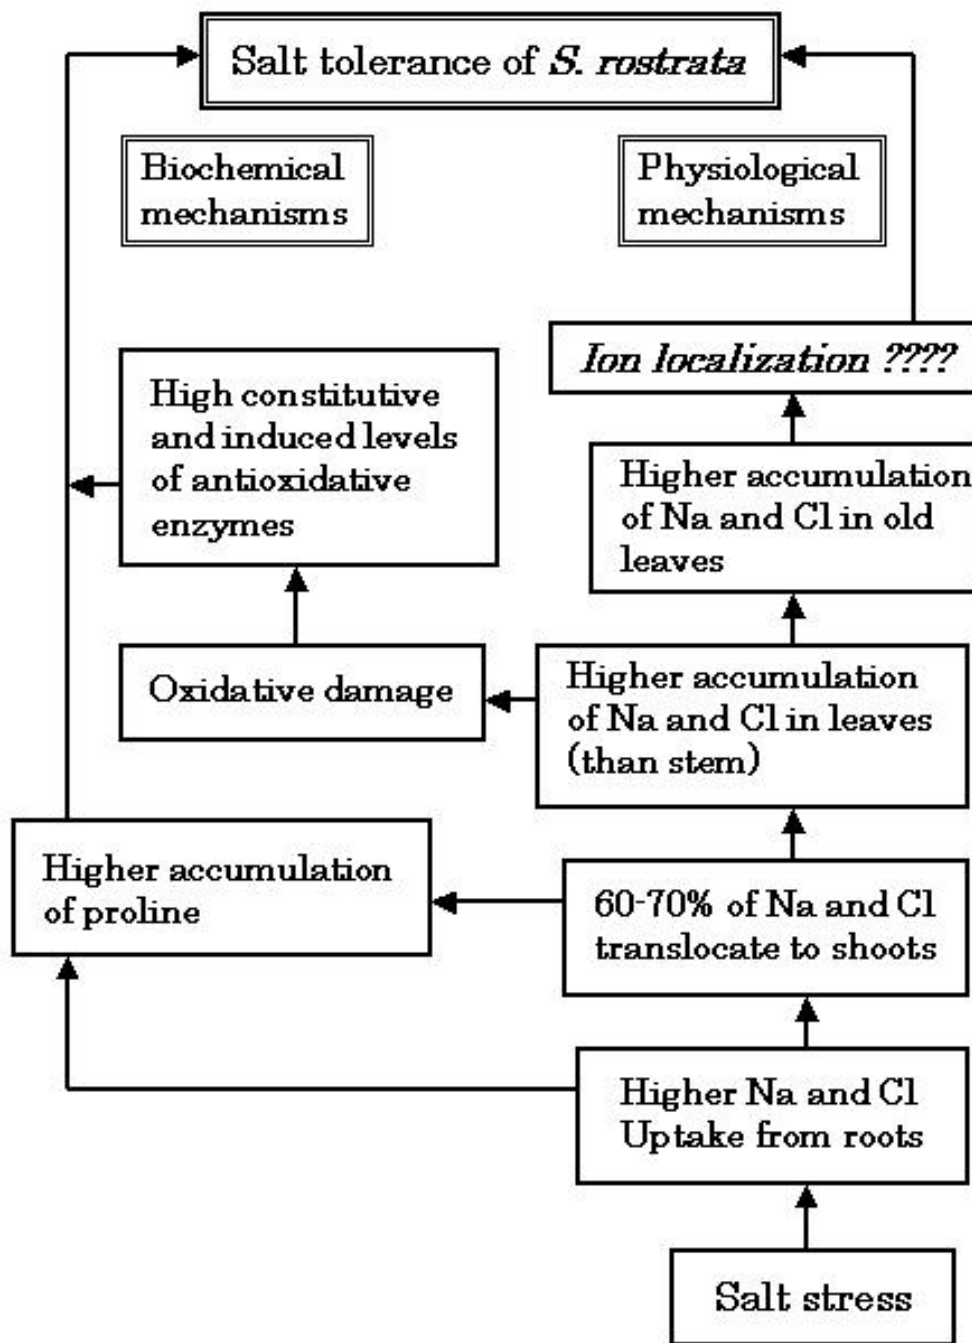 Salt tolerance of S. rostrata
Biochemical
mechanisms
Physiological
mechanisms
Ion localization ????
High constitutive
and induced levels
of antioxidative
enzymes
Higher accumulation
of Na and Cl in old
leaves
Oxidative damage
Higher accumulation
of Na and Cl in leaves
(than stem)
Higher accumulation
of proline
60-70% of Na and Cl
translocate to shoots
Higher Na and Cl
Uptake from roots
Salt stress